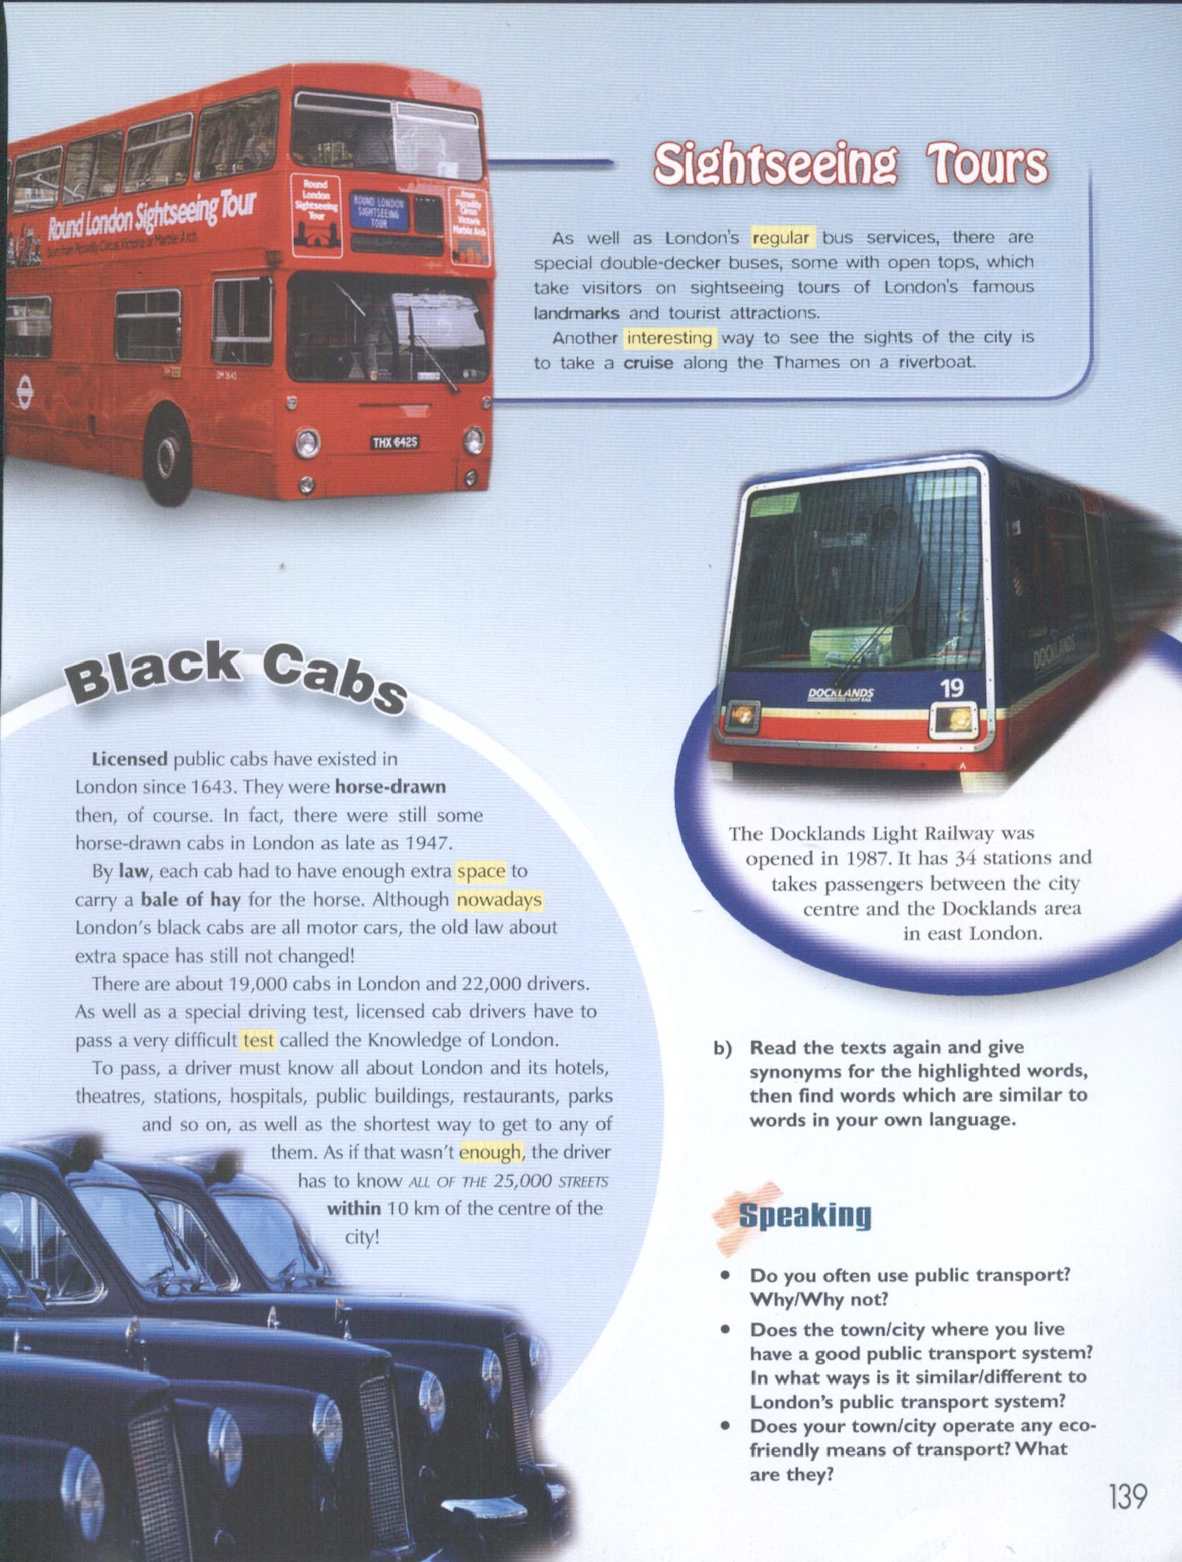 Round London Sightseeing Tour
Round
London
Sightseeing
Tour
ROUND LONDON
SIGHTSEEING
TOUR
THX 642S
Sightseeing Tours
As well as London's regular bus services, there are
special double-decker buses, some with open tops, which
take visitors on sightseeing tours of London's famous
landmarks and tourist attractions.
Another interesting way to see the sights of the city is
to take a cruise along the Thames on a riverboat.
DOCKLANDS
19
DOCKLANDS
The Docklands Light Railway was
opened in 1987. It has 34 stations and
takes passengers between the city
centre and the Docklands area
in east London.
Black Cabs
Licensed public cabs have existed in
London since 1643. They were horse-drawn
then, of course. In fact, there were still some
horse-drawn cabs in London as late as 1947.
By law, each cab had to have enough extra space to
carry a bale of hay for the horse. Although nowadays
London's black cabs are all motor cars, the old law about
extra space has still not changed!
There are about 19,000 cabs in London and 22,000 drivers.
As well as a special driving test, licensed cab drivers have to
pass a very difficult test called the Knowledge of London.
To pass, a driver must know all about London and its hotels,
theatres, stations, hospitals, public buildings, restaurants, parks
and so on, as well as the shortest way to get to any of
them. As if that wasn't enough, the driver
has to know ALL OF THE 25,000 STREETS
within 10 km of the centre of the
city!
b) Read the texts again and give
synonyms for the highlighted words,
then find words which are similar to
words in your own language.
Speaking
• Do you often use public transport?
Why/Why not?
• Does the town/city where you live
have a good public transport system?
In what ways is it similar/different to
London's public transport system?
• Does your town/city operate any eco-
friendly means of transport? What
are they?
139